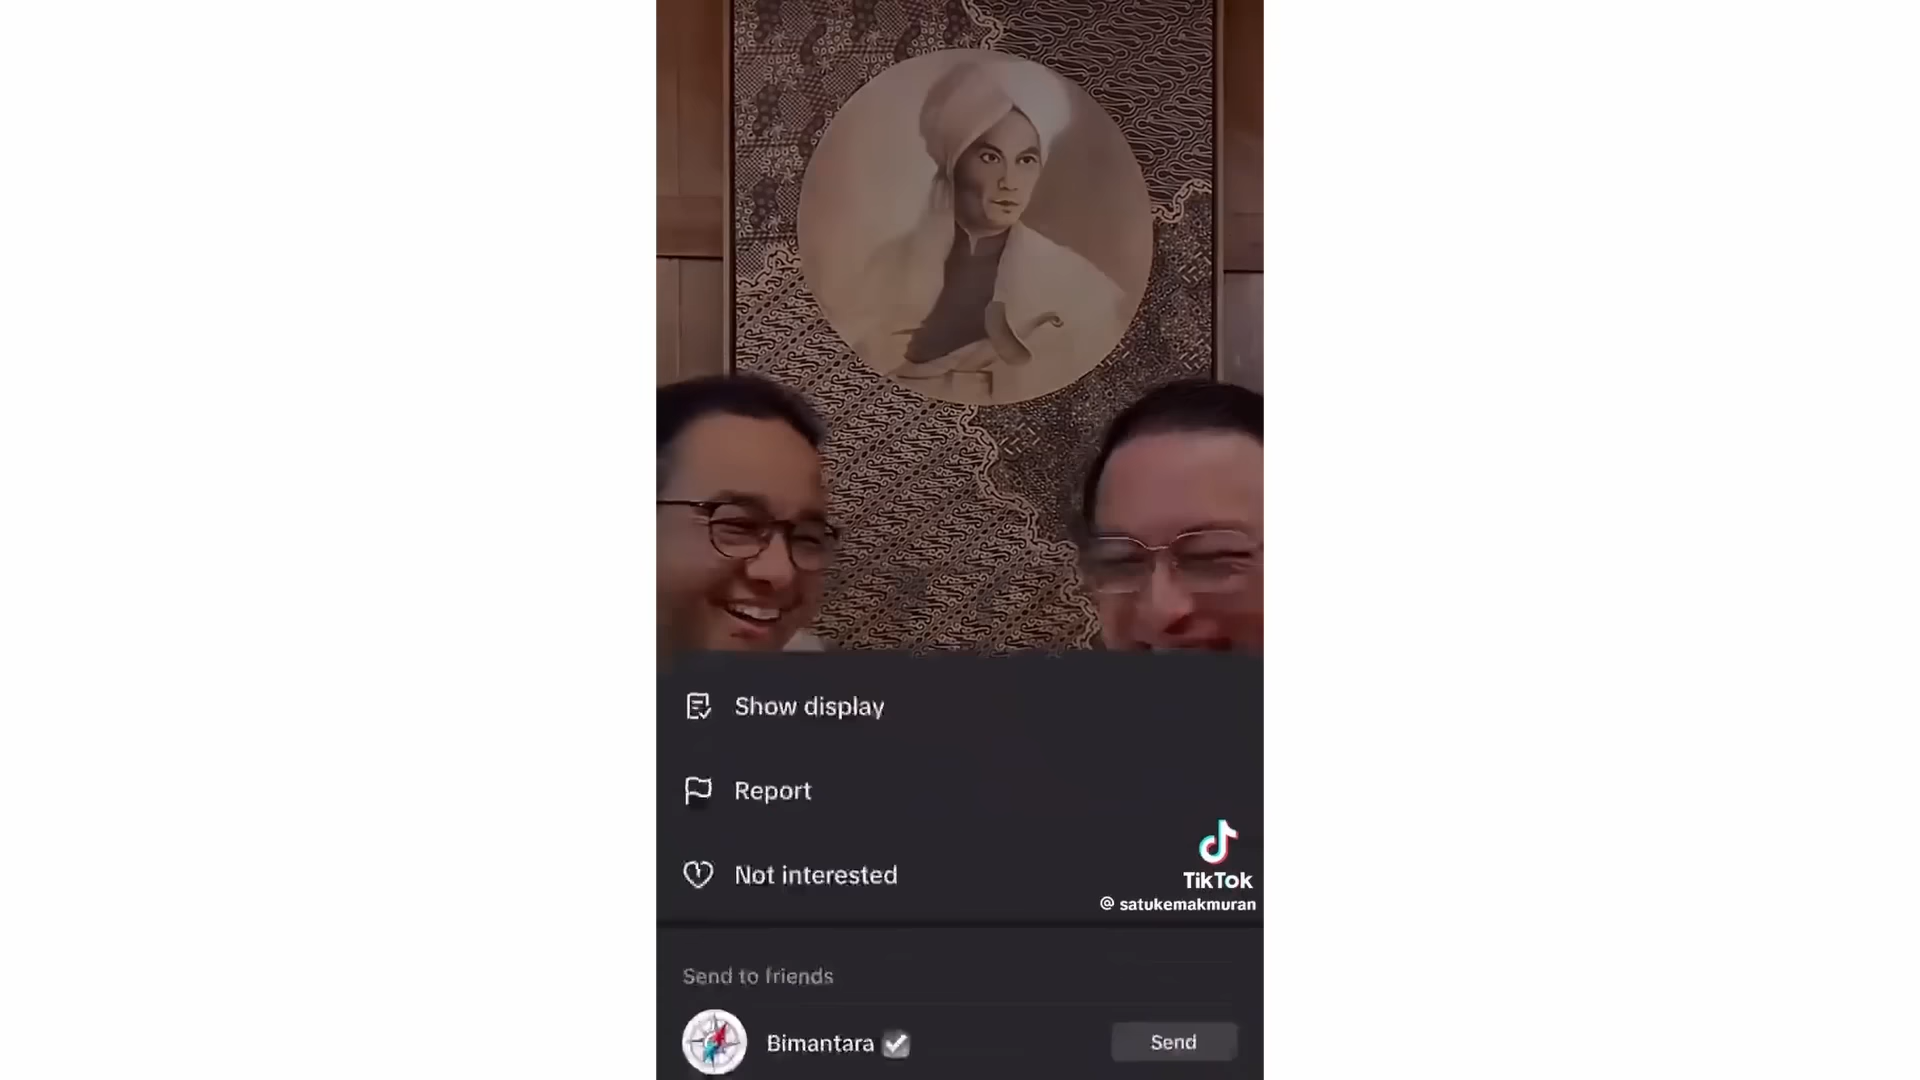 Show display
Report
Not interested
TikTok
@ satukemakmuran
Send to friends
Bimantara
Send